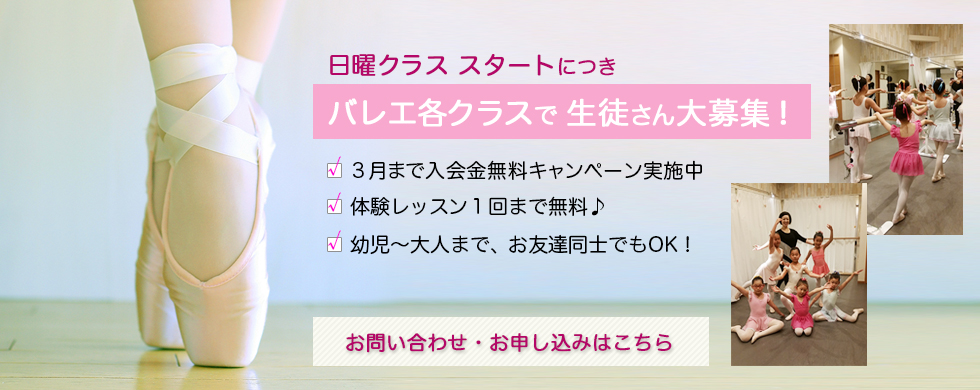 日曜クラス スタートにつき
バレエ各クラスで 生徒さん大募集！
３月まで入会金無料キャンペーン実施中
体験レッスン１回まで無料♪
幼児～大人まで、お友達同士でもOK！
お問い合わせ・お申し込みはこちら